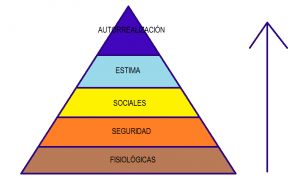 AUTORREALIZACIÓN
ESTIMA
SOCIALES
SEGURIDAD
FISIOLÓGICAS